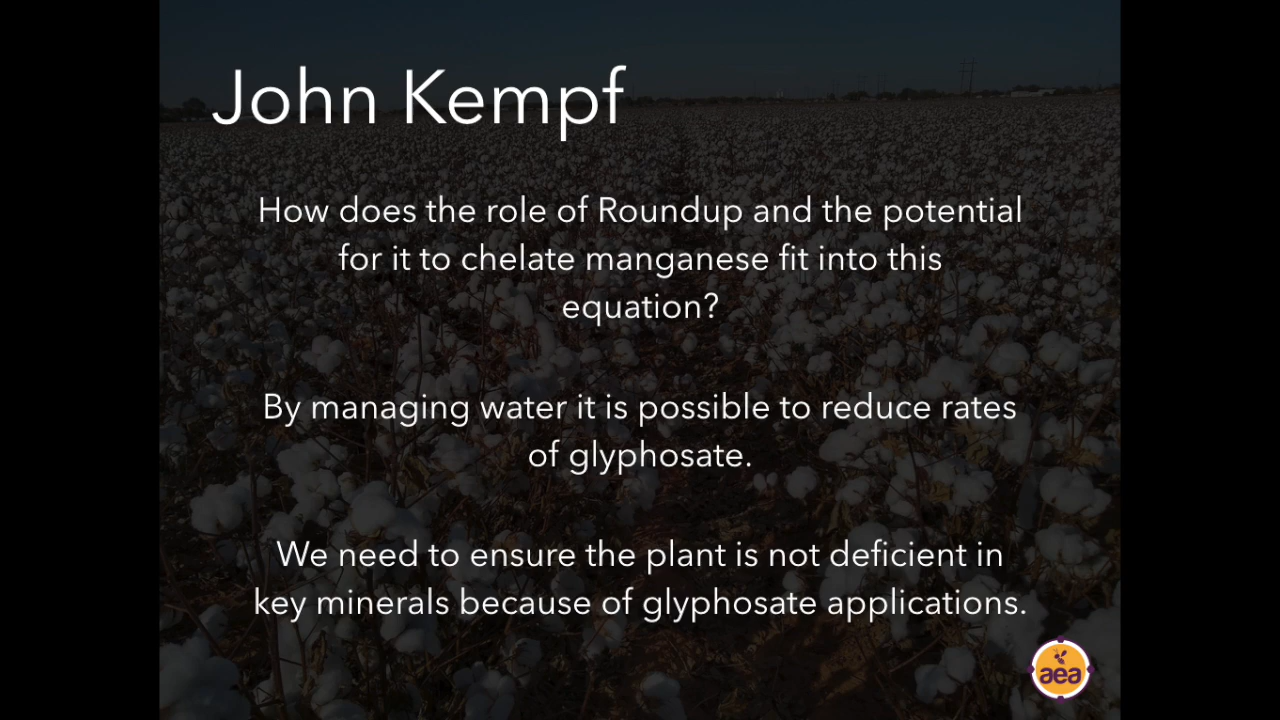 John Kempf
How does the role of Roundup and the potential
for it to chelate manganese fit into this
equation?
By managing water it is possible to reduce rates
of glyphosate.
We need to ensure the plant is not deficient in
key minerals because of glyphosate applications.
aea